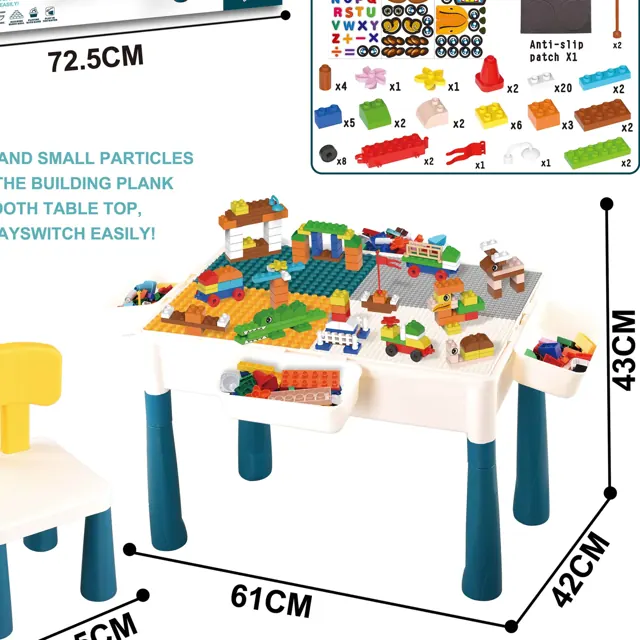 EASILY!
72.5CM
R S T U
V W X Y
Z + - ×
÷ =
Anti-slip
patch X1
x2
x4
x1
x1
x2
x20
x2
x5
x2
x2
x6
x3
x2
x8
x2
x1
x1
x2
AND SMALL PARTICLES
THE BUILDING PLANK
OOTH TABLE TOP,
AYSWITCH EASILY!
43CM
42CM
61CM
5CM